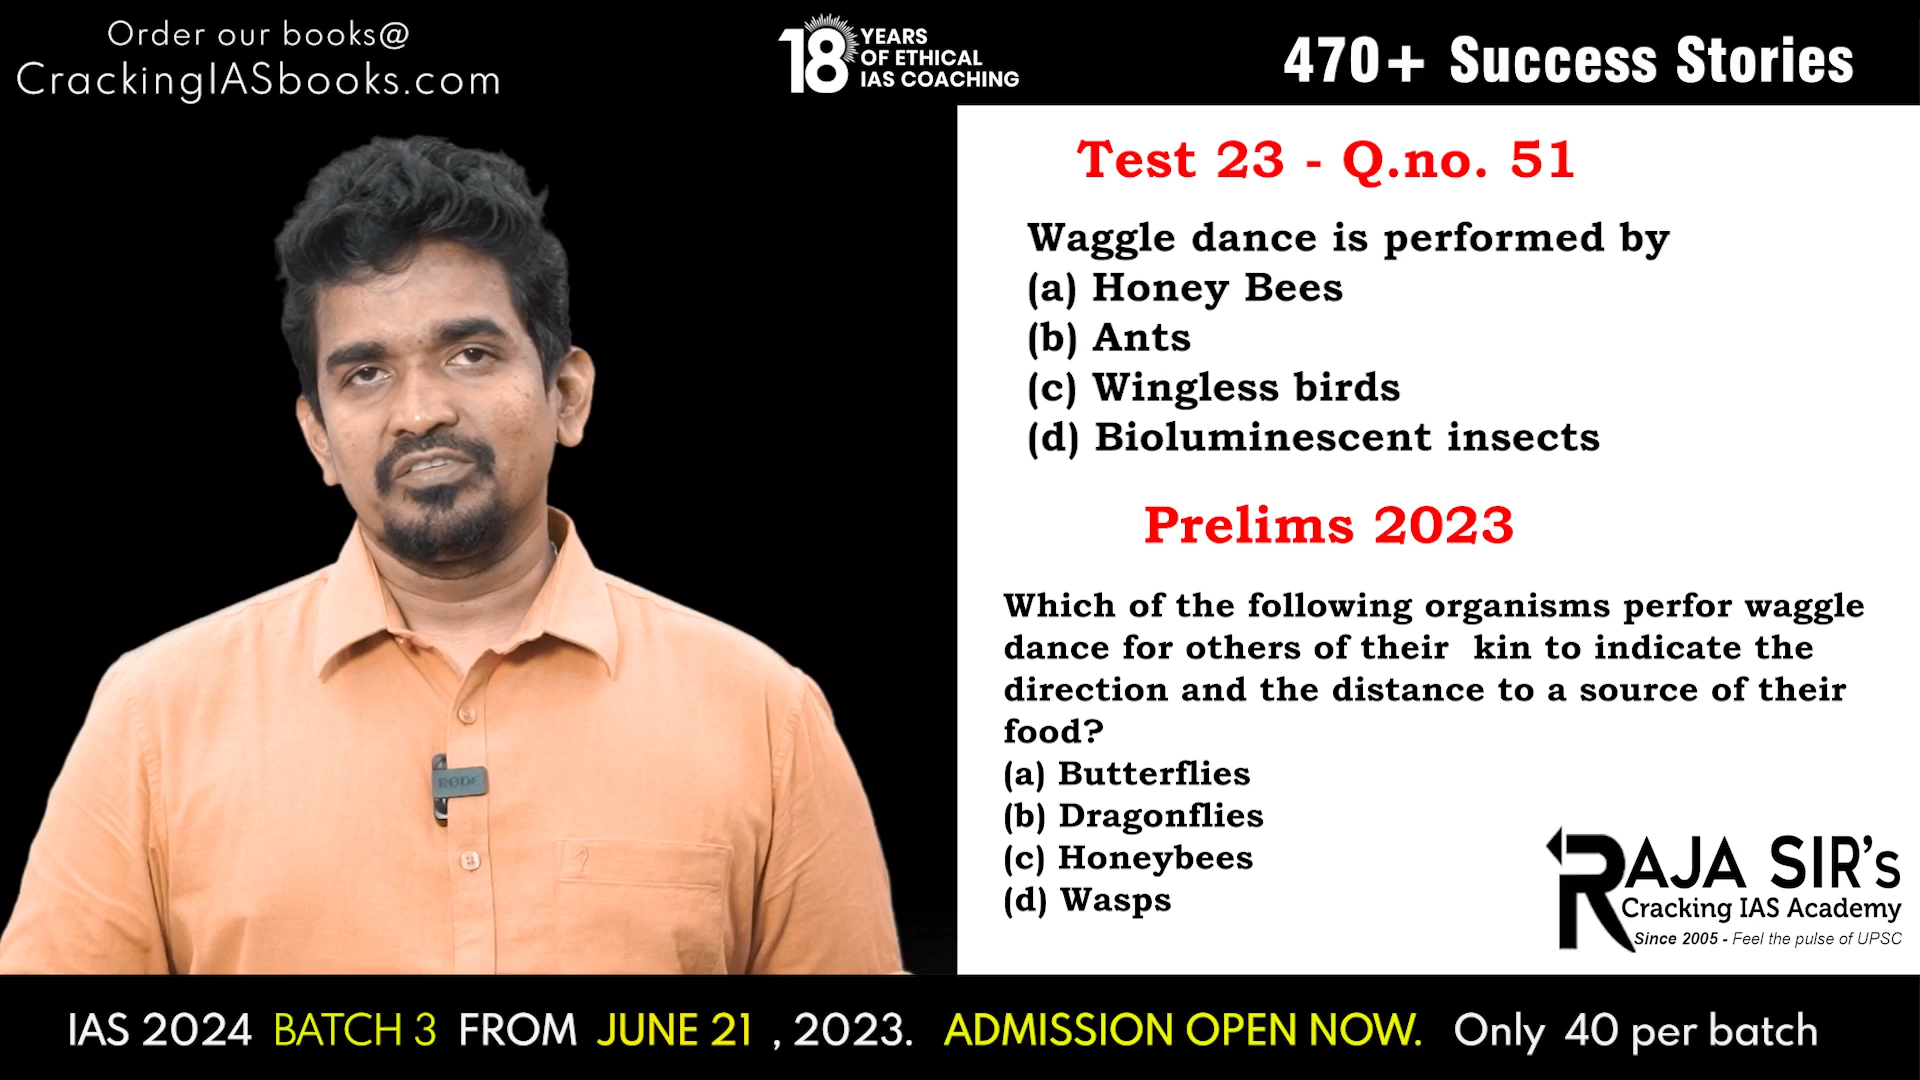 Order our books@
CrackingIASbooks.com
18 YEARS
OF ETHICAL
IAS COACHING
470+ Success Stories
Test 23 - Q.no. 51
Waggle dance is performed by
(a) Honey Bees
(b) Ants
(c) Wingless birds
(d) Bioluminescent insects
Prelims 2023
Which of the following organisms perfor waggle
dance for others of their kin to indicate the
direction and the distance to a source of their
food?
(a) Butterflies
(b) Dragonflies
(c) Honeybees
(d) Wasps
RAJA SIR's
Cracking IAS Academy
Since 2005 - Feel the pulse of UPSC
RODE
IAS 2024 BATCH 3 FROM JUNE 21 , 2023. ADMISSION OPEN NOW. Only 40 per batch